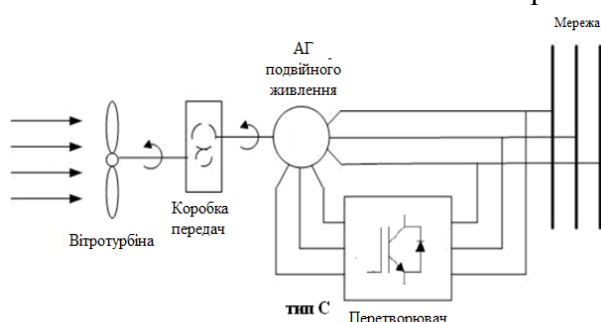 Мережа
АГ
подвійного
живлення
Коробка
передач
Вітротурбіна
тип С
Перетворювач